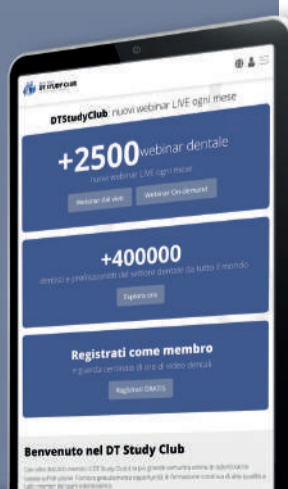 DT STUDY CLUB
DTStudyClub: nuovi webinar LIVE ogni mese
+2500 webinar dentale
nuovi webinar LIVE ogni mese
Webinar dal vivo
Webinar On-demand
+400000
dentisti e professionisti del settore dentale da tutto il mondo
Esplora ora
Registrati come membro
e guarda centinaia di ore di video dentali
Registrati GRATIS
Benvenuto nel DT Study Club